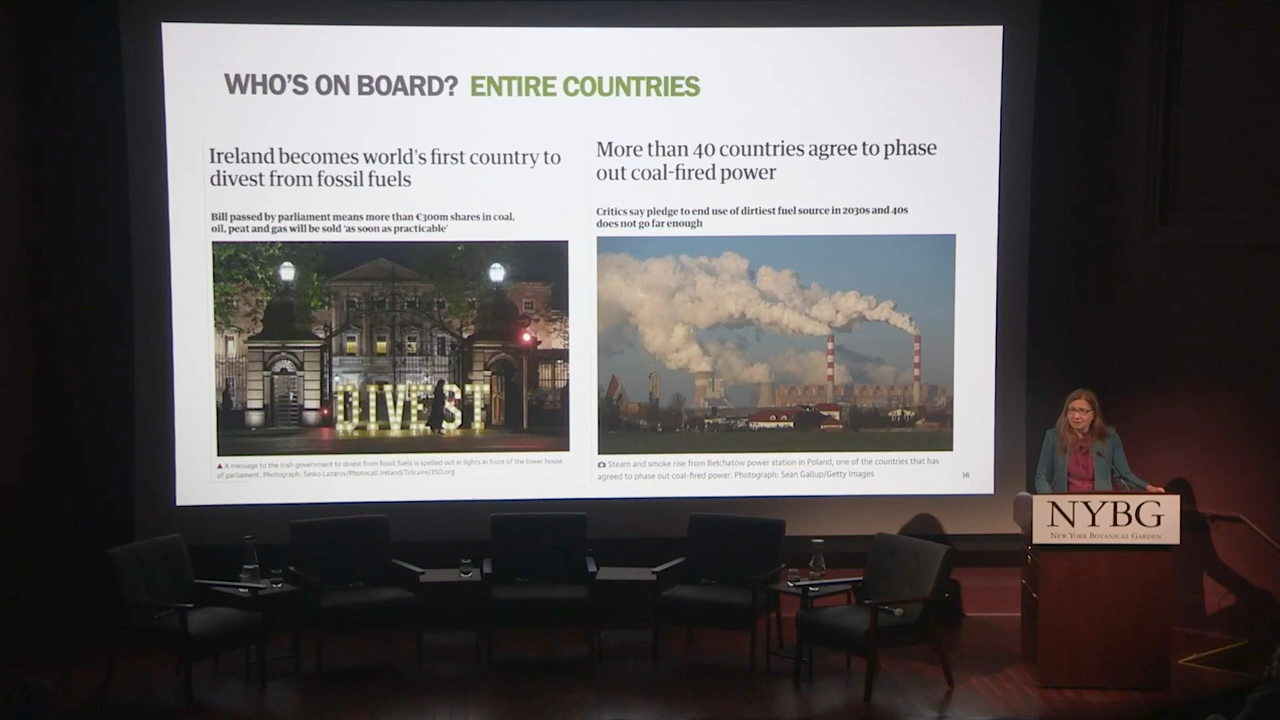 WHO'S ON BOARD? ENTIRE COUNTRIES
Ireland becomes world's first country to
divest from fossil fuels
Bill passed by parliament means more than €300m shares in coal,
oil, peat and gas will be sold 'as soon as practicable'
DIVEST
▲ A message to the Irish government to divest from fossil fuels is spelled out in lights in front of the lower house
of parliament. Photograph: Sasko Lazarov/Photocall Ireland/Trócaire/350.org
More than 40 countries agree to phase
out coal-fired power
Critics say pledge to end use of dirtiest fuel source in 2030s and 40s
does not go far enough
Steam and smoke rise from Bełchatów power station in Poland, one of the countries that has
agreed to phase out coal-fired power. Photograph: Sean Gallup/Getty Images
16
NYBG
NEW YORK BOTANICAL GARDEN